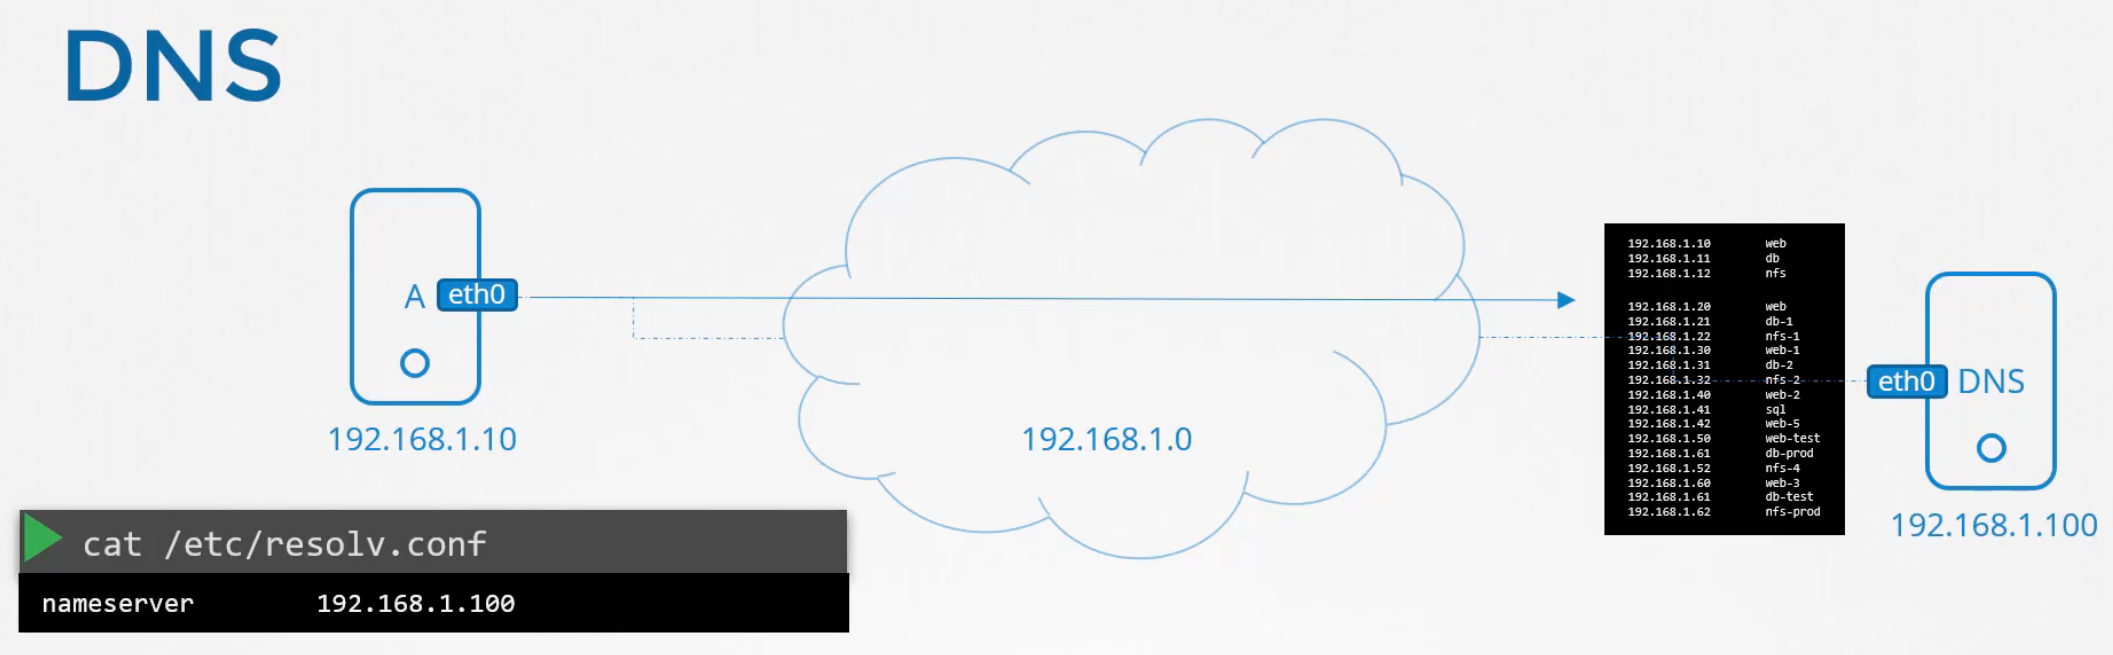 DNS
A eth0
192.168.1.10
192.168.1.0
192.168.1.10 web
192.168.1.11 db
192.168.1.12 nfs
192.168.1.20 web
192.168.1.21 db-1
192.168.1.22 nfs-1
192.168.1.30 web-1
192.168.1.31 db-2
192.168.1.32 nfs-2
192.168.1.40 web-2
192.168.1.41 sql
192.168.1.42 web-5
192.168.1.50 web-test
192.168.1.61 db-prod
192.168.1.52 nfs-4
192.168.1.60 web-3
192.168.1.61 db-test
192.168.1.62 nfs-prod
eth0 DNS
192.168.1.100
cat /etc/resolv.conf
nameserver 192.168.1.100